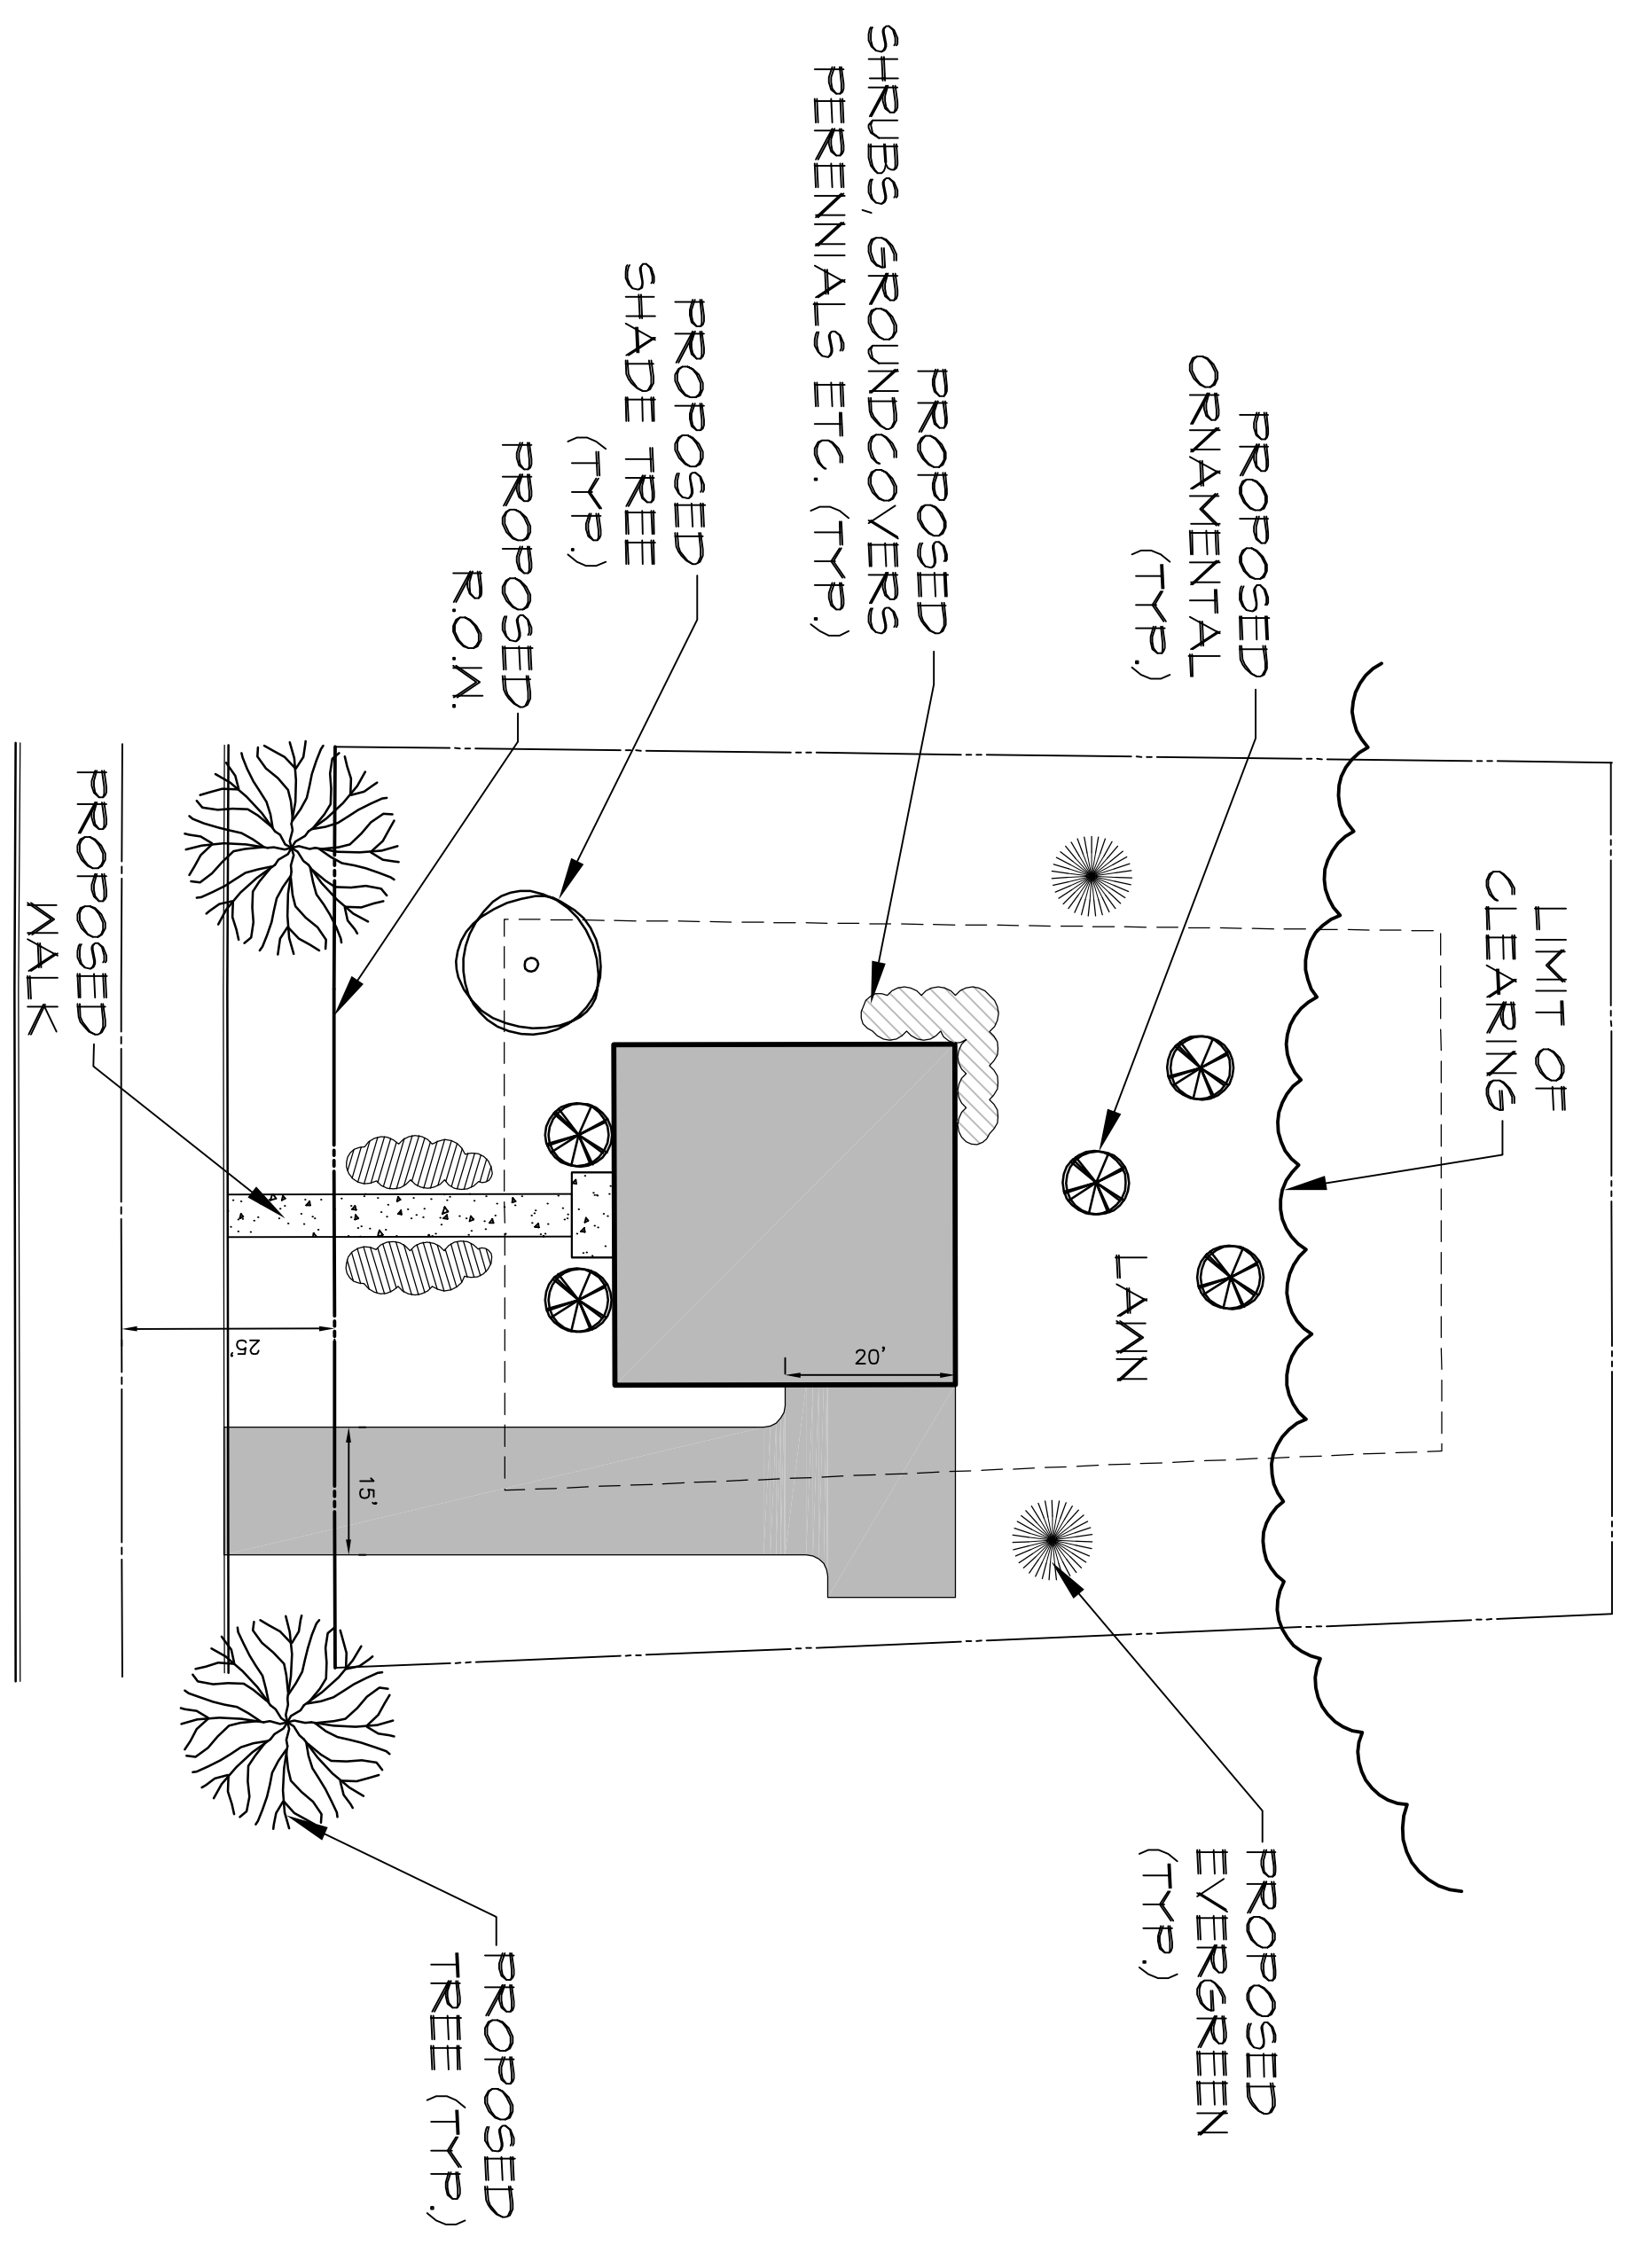 LIMIT OF
CLEARING
PROPOSED
ORNAMENTAL
(TYP.)
LAWN
PROPOSED
EVERGREEN
(TYP.)
PROPOSED
SHRUBS, GROUNDCOVERS
PERENNIALS ETC. (TYP.)
20'
PROPOSED
SHADE TREE
(TYP.)
PROPOSED
R.O.W.
15'
25'
PROPOSED
TREE (TYP.)
PROPOSED
WALK